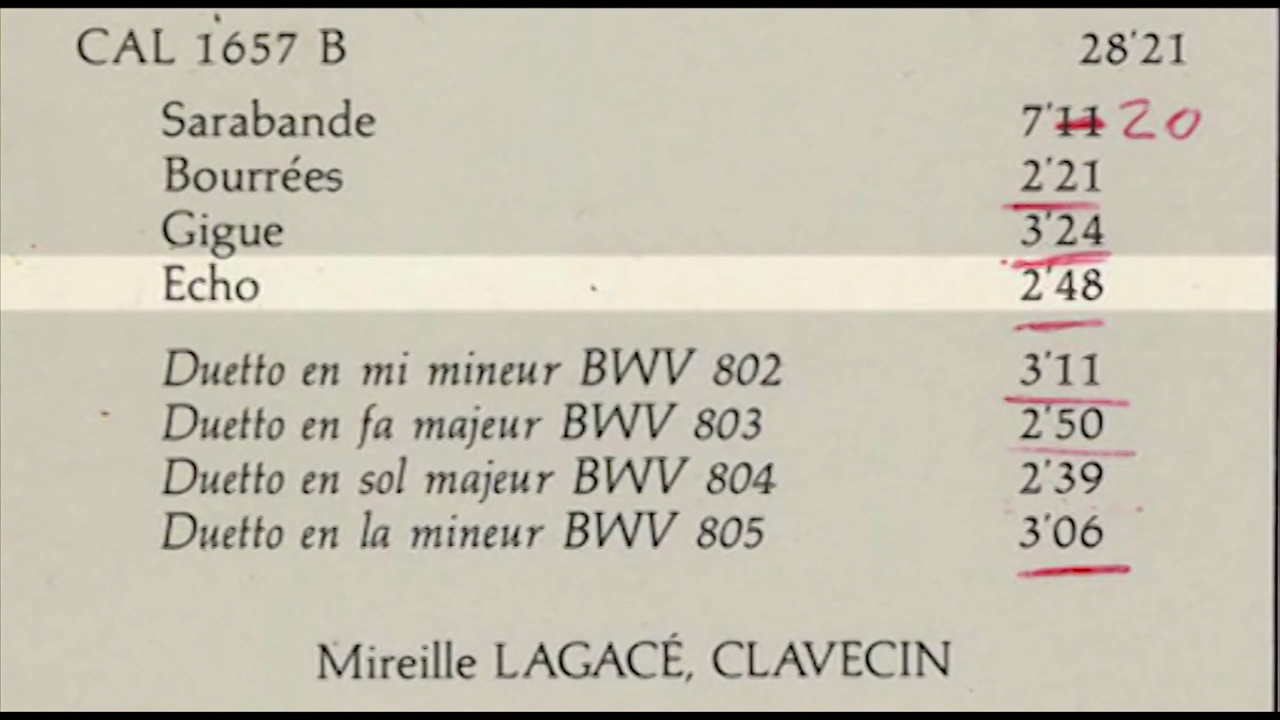 CAL 1657 B 28'21
Sarabande 7'11 20
Bourrées 2'21
Gigue 3'24
Echo 2'48
Duetto en mi mineur BWV 802 3'11
Duetto en fa majeur BWV 803 2'50
Duetto en sol majeur BWV 804 2'39
Duetto en la mineur BWV 805 3'06
Mireille LAGACÉ, CLAVECIN